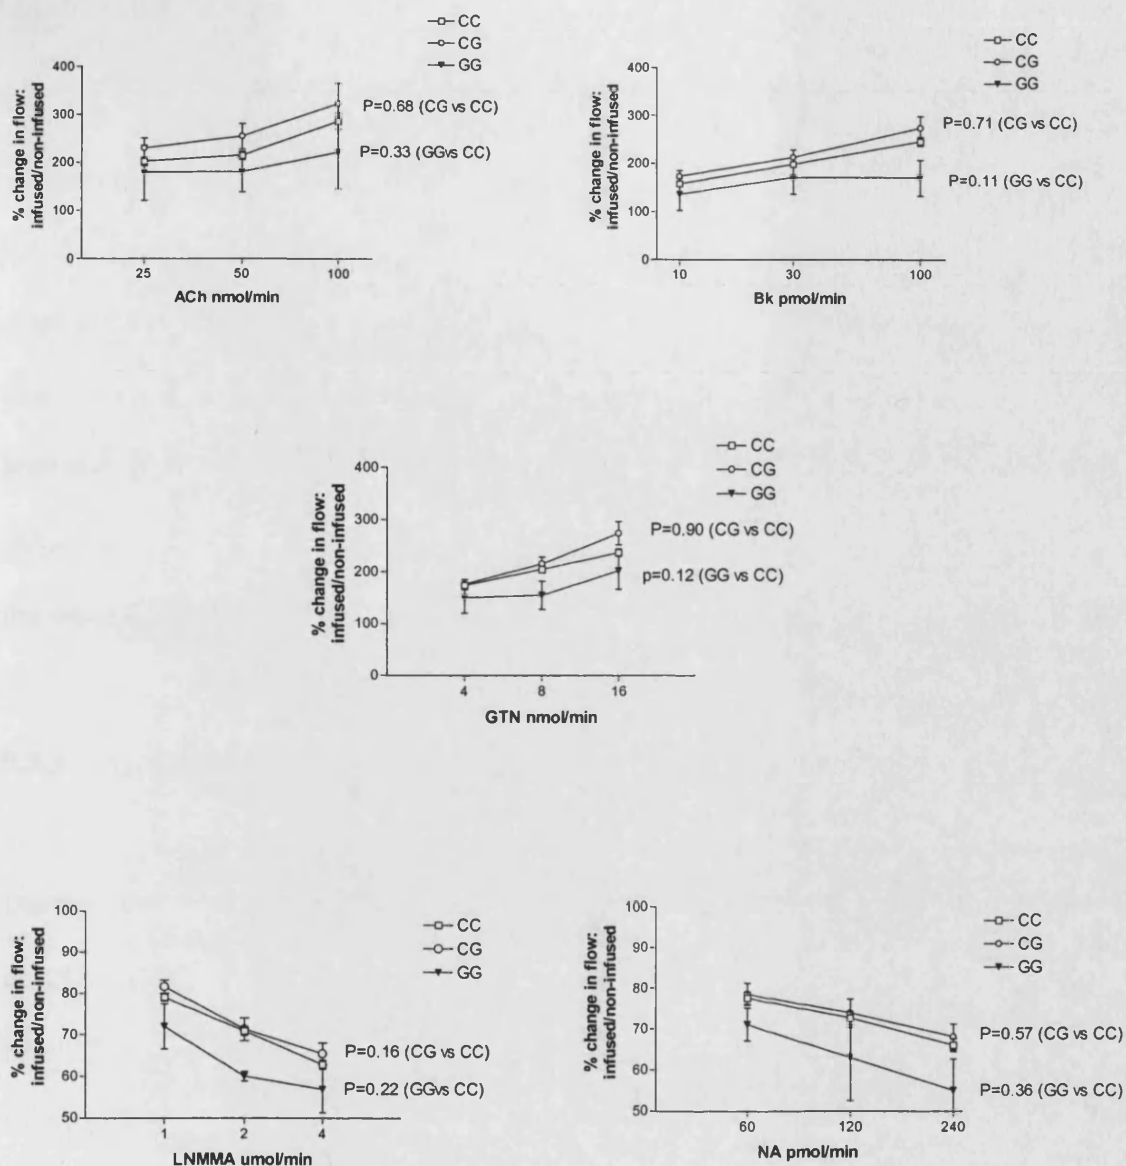 CC
CG
GG
400
300
200
100
0
% change in flow:
infused/non-infused
P=0.68 (CG vs CC)
P=0.33 (GGvs CC)
25 50 100
ACh nmol/min
CC
CG
GG
400
300
200
100
0
% change in flow:
infused/non-infused
P=0.71 (CG vs CC)
P=0.11 (GG vs CC)
10 30 100
Bk pmol/min
CC
CG
GG
400
300
200
100
0
% change in flow:
infused/non-infused
P=0.90 (CG vs CC)
p=0.12 (GG vs CC)
4 8 16
GTN nmol/min
CC
CG
GG
100
90
80
70
60
50
% change in flow:
infused/non-infused
P=0.16 (CG vs CC)
P=0.22 (GGvs CC)
1 2 4
LNMMA umol/min
CC
CG
GG
100
90
80
70
60
50
% change in flow:
infused/non-infused
P=0.57 (CG vs CC)
P=0.36 (GG vs CC)
60 120 240
NA pmol/min